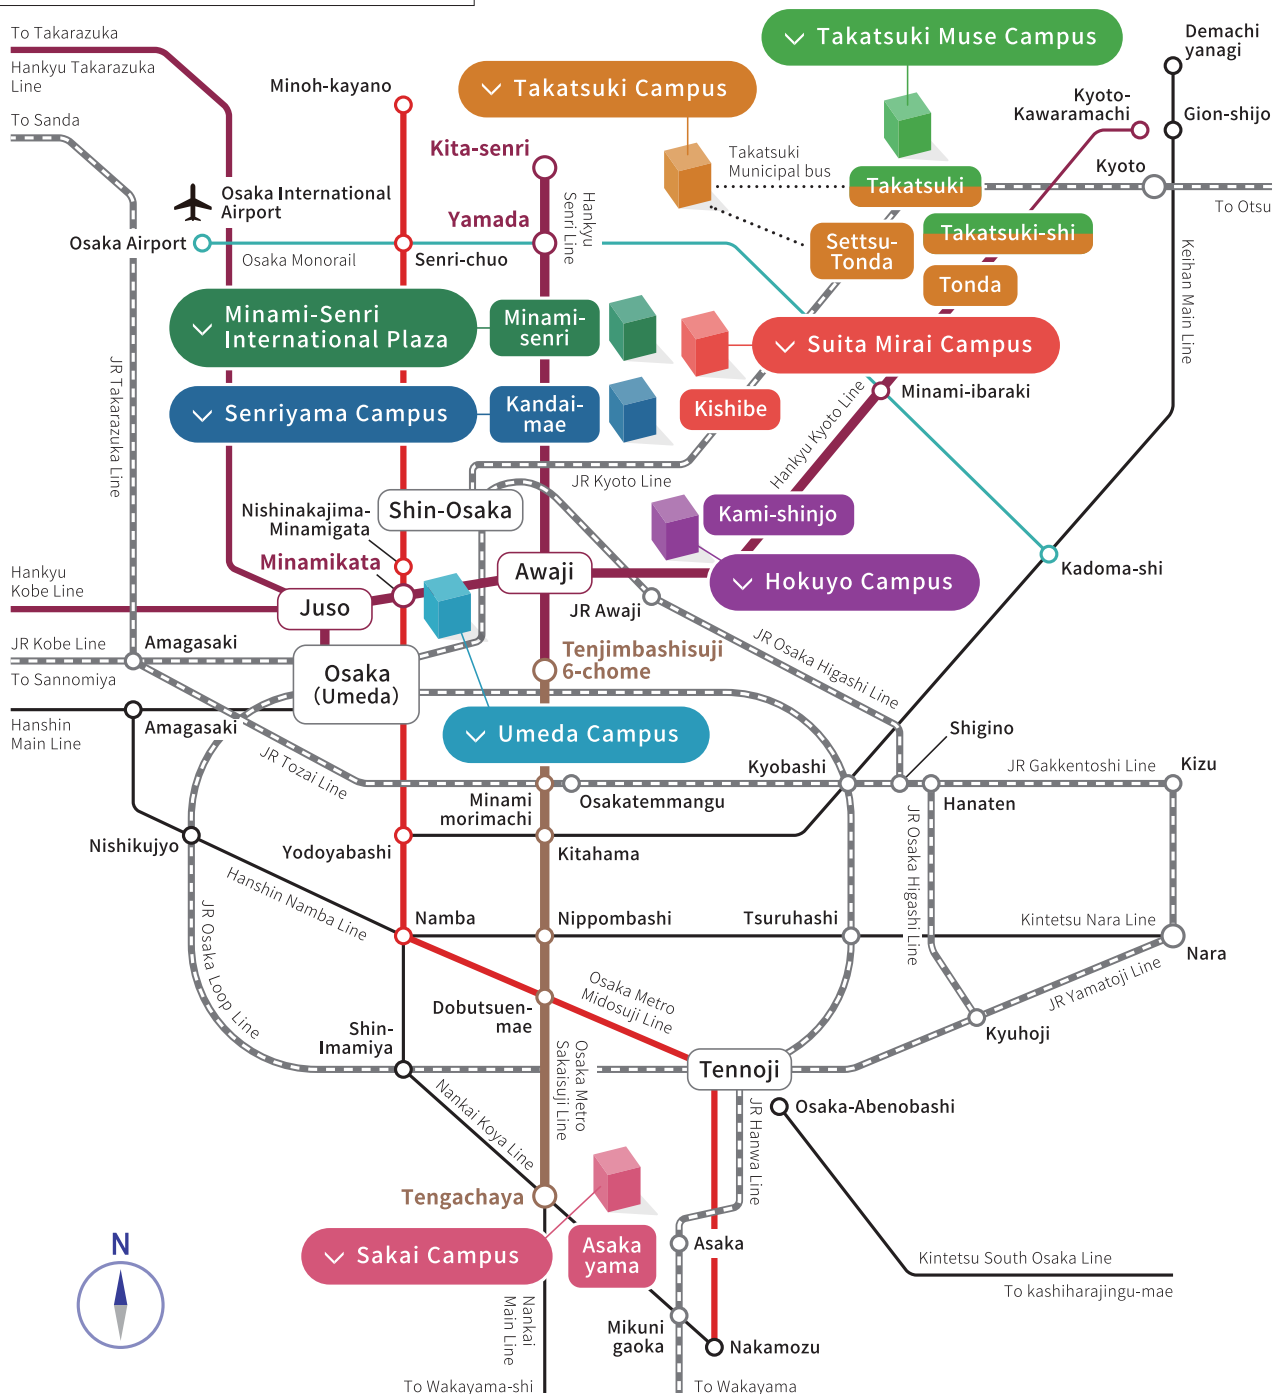 To Takarazuka
Hankyu Takarazuka
Line
To Sanda
Minoh-kayano
Takatsuki Campus
Takatsuki Muse Campus
Demachi
yanagi
Kyoto-
Kawaramachi
Gion-shijo
Kita-senri
Takatsuki
Municipal bus
Takatsuki
Kyoto
To Otsu
Osaka International
Airport
Yamada
Hankyu
Senri Line
Takatsuki-shi
Settsu-
Tonda
Osaka Airport
Osaka Monorail
Senri-chuo
Tonda
Keihan Main Line
Minami-Senri
International Plaza
Minami-
senri
Suita Mirai Campus
JR Takarazuka Line
Senriyama Campus
Kandai-
mae
Kishibe
Minami-ibaraki
Hankyu Kyoto Line
JR Kyoto Line
Nishinakajima-
Minamigata
Shin-Osaka
Kami-shinjo
Minamikata
Awaji
Hokuyo Campus
Kadoma-shi
Hankyu
Kobe Line
Juso
JR Awaji
JR Kobe Line
Amagasaki
To Sannomiya
Osaka
(Umeda)
Tenjimbashisuji
6-chome
JR Osaka Higashi Line
Hanshin
Main Line
Amagasaki
Umeda Campus
Shigino
JR Tozai Line
Kyobashi
JR Gakkentoshi Line
Kizu
Minami
morimachi
Osakatemmangu
Hanaten
Nishikujyo
Yodoyabashi
Kitahama
JR Osaka Higashi Line
Hanshin Namba Line
JR Osaka Loop Line
Namba
Nippombashi
Tsuruhashi
Kintetsu Nara Line
Nara
Osaka Metro
Midosuji Line
JR Yamatoji Line
Dobutsuen-
mae
Shin-
Imamiya
Kyuhoji
Osaka Metro
Sakaisuji Line
Tennoji
Nankai Koya Line
JR Hanwa Line
Osaka-Abenobashi
Tengachaya
Sakai Campus
Asaka
yama
Asaka
N
Kintetsu South Osaka Line
To kashiharajingu-mae
Nankai
Main Line
Mikuni
gaoka
Nakamozu
To Wakayama-shi
To Wakayama